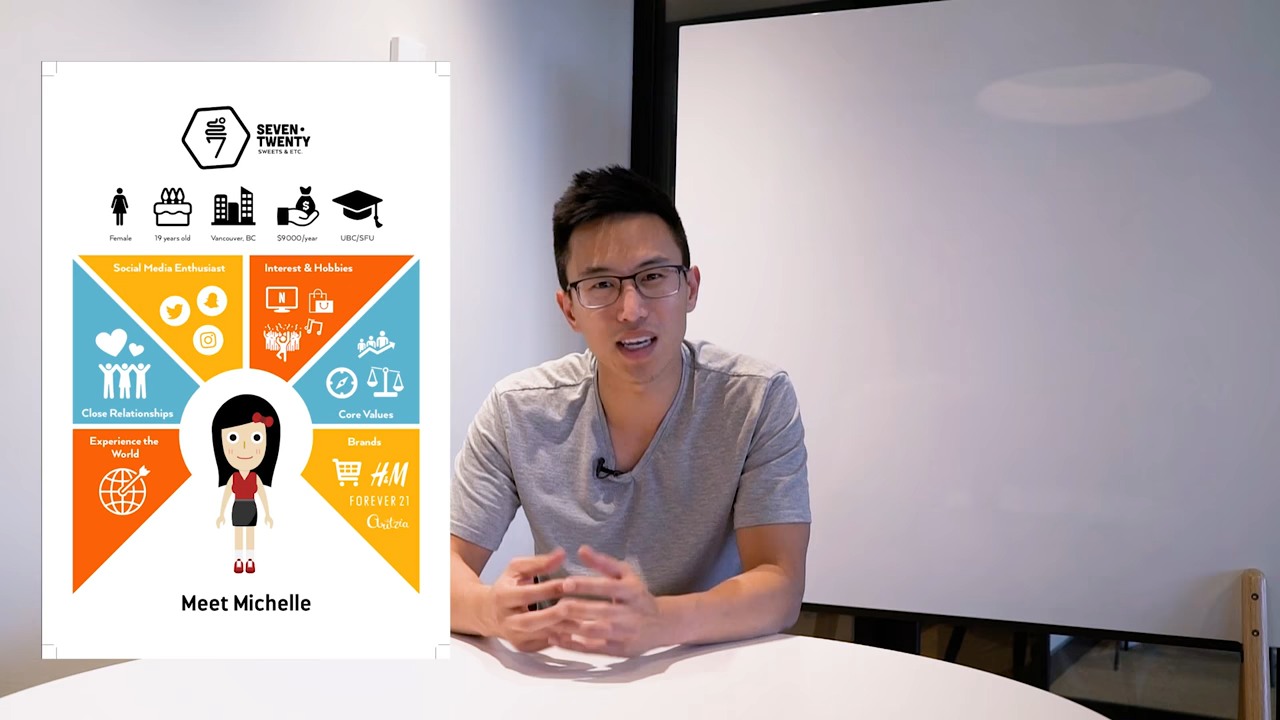 SEVEN·
TWENTY
SWEETS & ETC.
Female
19 years old
Vancouver, BC
$9000/year
UBC/SFU
Social Media Enthusiast
Interest & Hobbies
N
Close Relationships
Core Values
Experience the
World
Brands
H&M
FOREVER 21
Aritzia
Meet Michelle